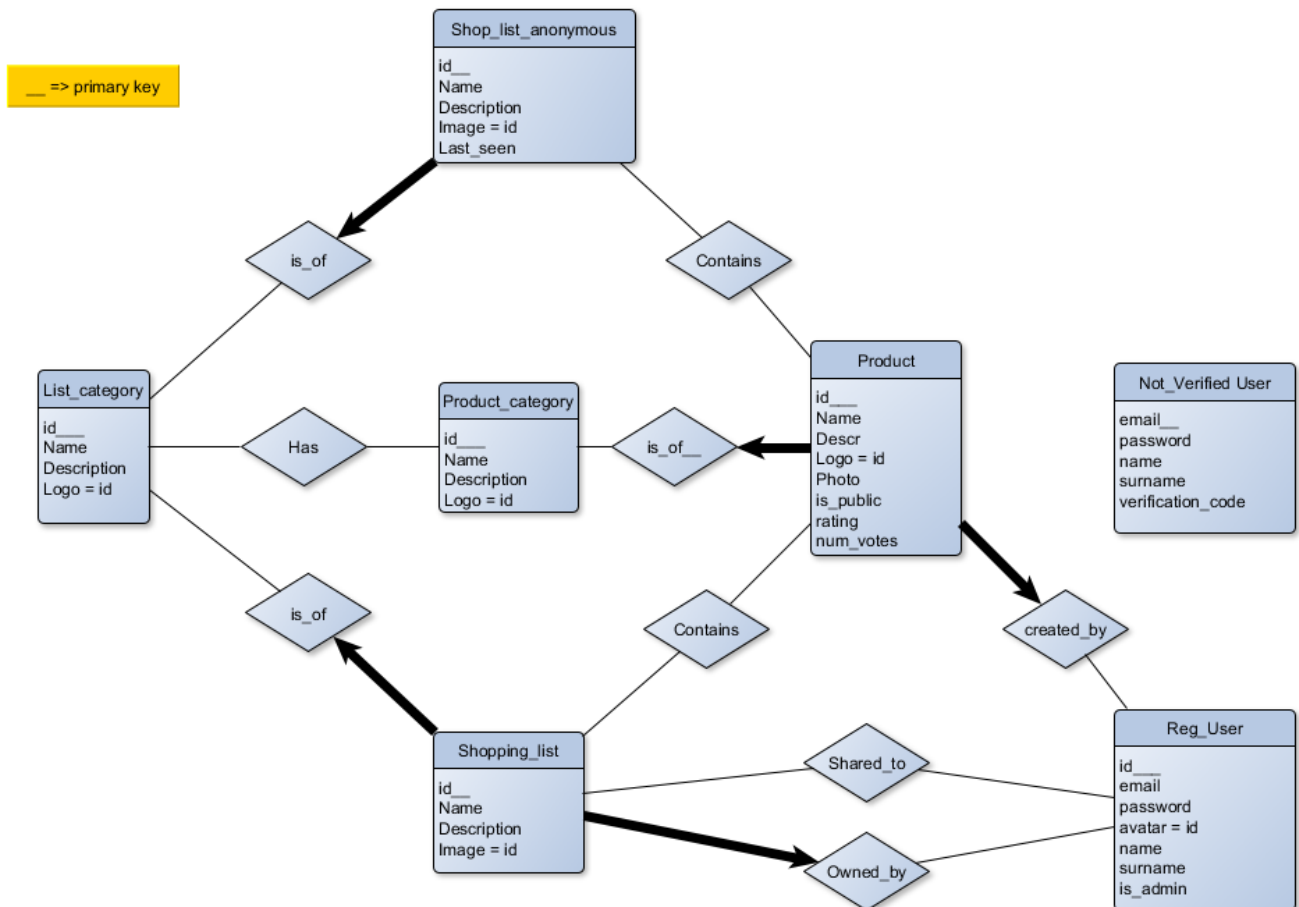 Shop_list_anonymous
id__
Name
Description
Image = id
Last_seen
__ => primary key
is_of
Contains
List_category
id___
Name
Description
Logo = id
Has
Product_category
id___
Name
Description
Logo = id
is_of__
Product
id___
Name
Descr
Logo = id
Photo
is_public
rating
num_votes
Not_Verified User
email__
password
name
surname
verification_code
is_of
Contains
created_by
Shopping_list
id__
Name
Description
Image = id
Shared_to
Owned_by
Reg_User
id___
email
password
avatar = id
name
surname
is_admin